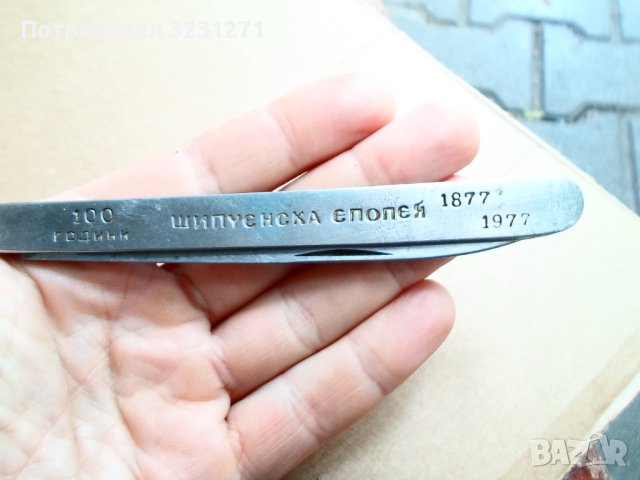 Потребител 3231271
100
ГОДИНИ
ШИПЧЕНСКА ЕПОПЕЯ
1877
1977
BAZAR